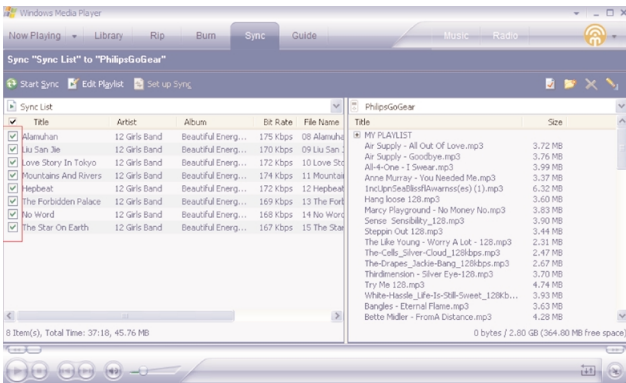 Windows Media Player
Now Playing Library Rip Burn Sync Guide Music Radio
Sync "Sync List" to "PhilipsGoGear"
Start Sync Edit Playlist Set up Sync
Sync List
Title Artist Album Bit Rate File Name
Alamuhan 12 Girls Band Beautiful Energ... 175 Kbps 08 Alamuha
Liu San Jie 12 Girls Band Beautiful Energ... 170 Kbps 09 Liu San J
Love Story In Tokyo 12 Girls Band Beautiful Energ... 172 Kbps 10 Love Sto
Mountains And Rivers 12 Girls Band Beautiful Energ... 174 Kbps 11 Mountai
Hepbeat 12 Girls Band Beautiful Energ... 172 Kbps 12 Hepbeat
The Forbidden Palace 12 Girls Band Beautiful Energ... 169 Kbps 13 The Forb
No Word 12 Girls Band Beautiful Energ... 168 Kbps 14 No Word
The Star On Earth 12 Girls Band Beautiful Energ... 167 Kbps 15 The Star
8 Item(s), Total Time: 37:18, 45.76 MB
PhilipsGoGear
Title Size
MY PLAYLIST
Air Supply - All Out Of Love.mp3 3.72 MB
Air Supply - Goodbye.mp3 3.76 MB
All-4-One - I Swear.mp3 3.99 MB
Anne Murray - You Needed Me.mp3 3.37 MB
1ncUpnSeaBlissflAwarnss(es) (1).mp3 6.32 MB
Hang loose 128.mp3 3.60 MB
Marcy Playground - No Money No.mp3 3.83 MB
Sense Sensibility_128.mp3 3.90 MB
Steppin Out 128.mp3 3.44 MB
The Like Young - Worry A Lot - 128.mp3 2.31 MB
The-Cells_Silver-Cloud_128kbps.mp3 2.47 MB
The-Drapes_Jackie-Bang_128kbps.mp3 2.67 MB
Thirdimension - Silver Eye-128.mp3 3.70 MB
Try Me 128.mp3 4.74 MB
White-Hassle_Life-Is-Still-Sweet_128Kb... 3.93 MB
Bangles - Eternal Flame.mp3 3.63 MB
Bette Midler - FromA Distance.mp3 4.28 MB
0 bytes / 2.80 GB (364.80 MB free space)